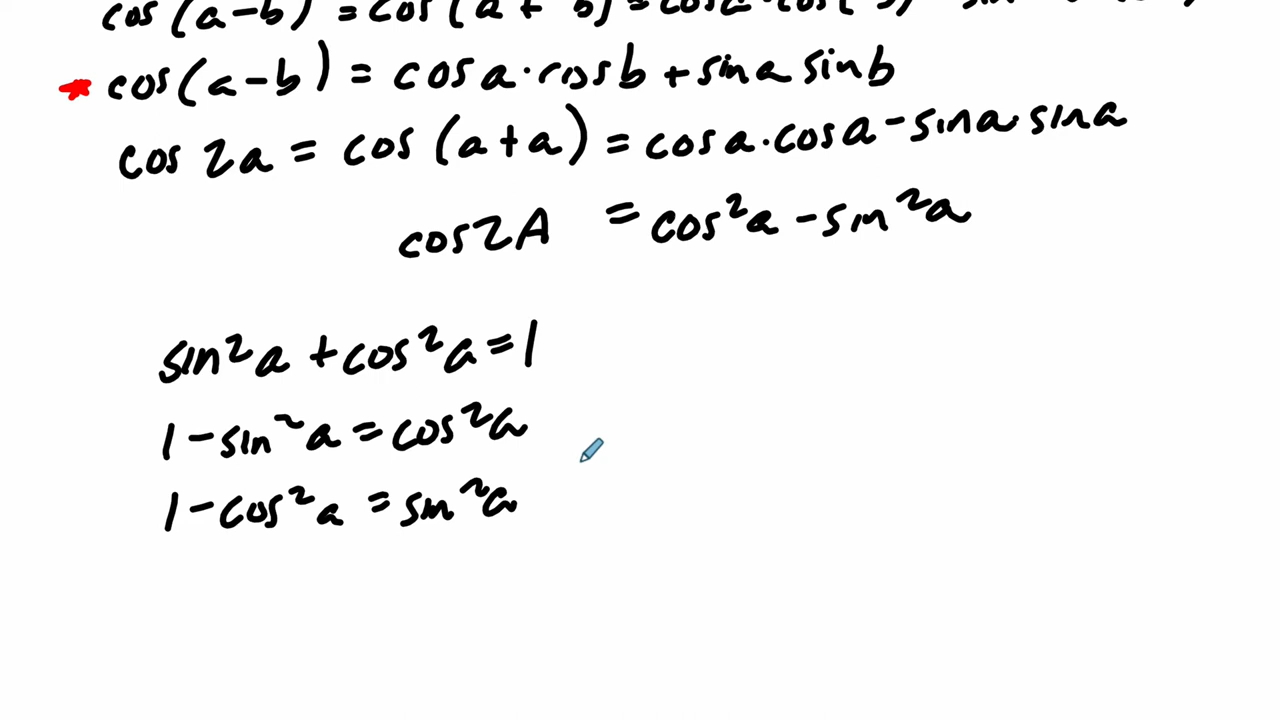 cos(a-b) = cos(a+ b) = cosa
cos(a-b) = cosa·cosb + sina sinb
cos 2a = cos (a+a) = cosa·cosa - sina·sina
cos2A = cos²a - sin²a
sin²a + cos²a = 1
1 - sin²a = cos²a
1 - cos²a = sin²a